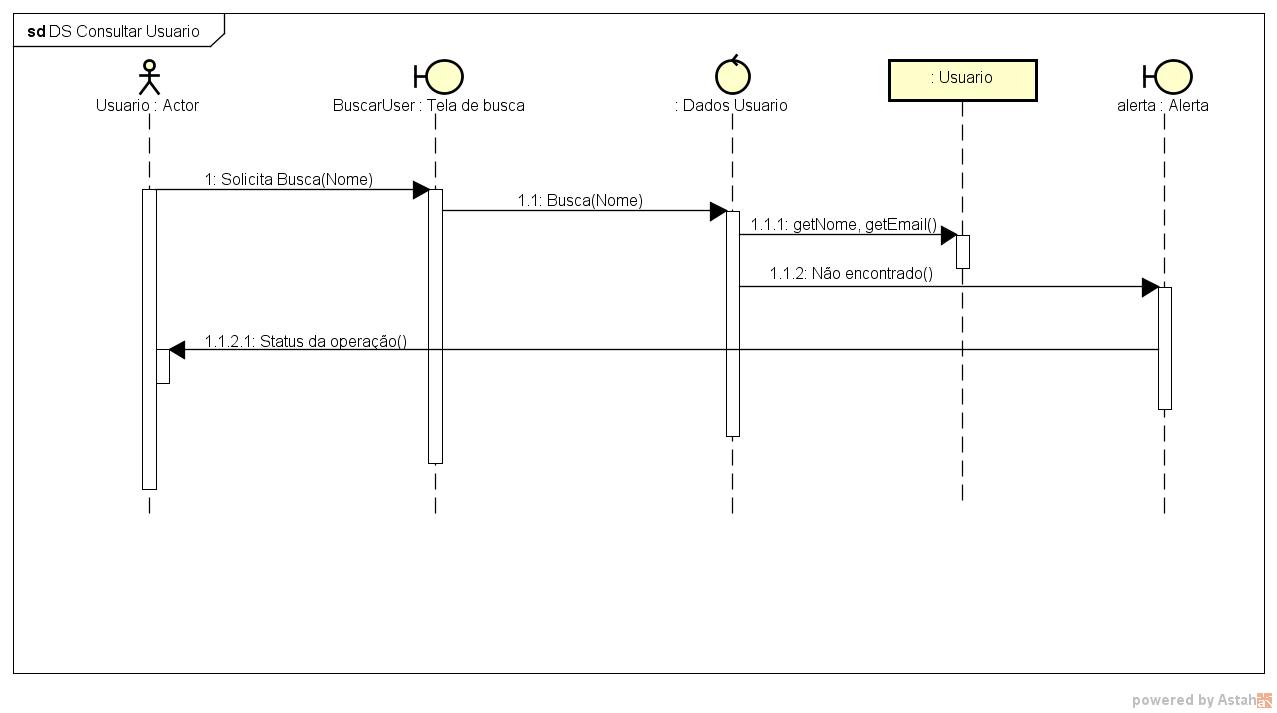 sd DS Consultar Usuario
Usuario : Actor
BuscarUser : Tela de busca
: Dados Usuario
: Usuario
alerta : Alerta
1: Solicita Busca(Nome)
1.1: Busca(Nome)
1.1.1: getNome, getEmail()
1.1.2: Não encontrado()
1.1.2.1: Status da operação()
powered by Astah